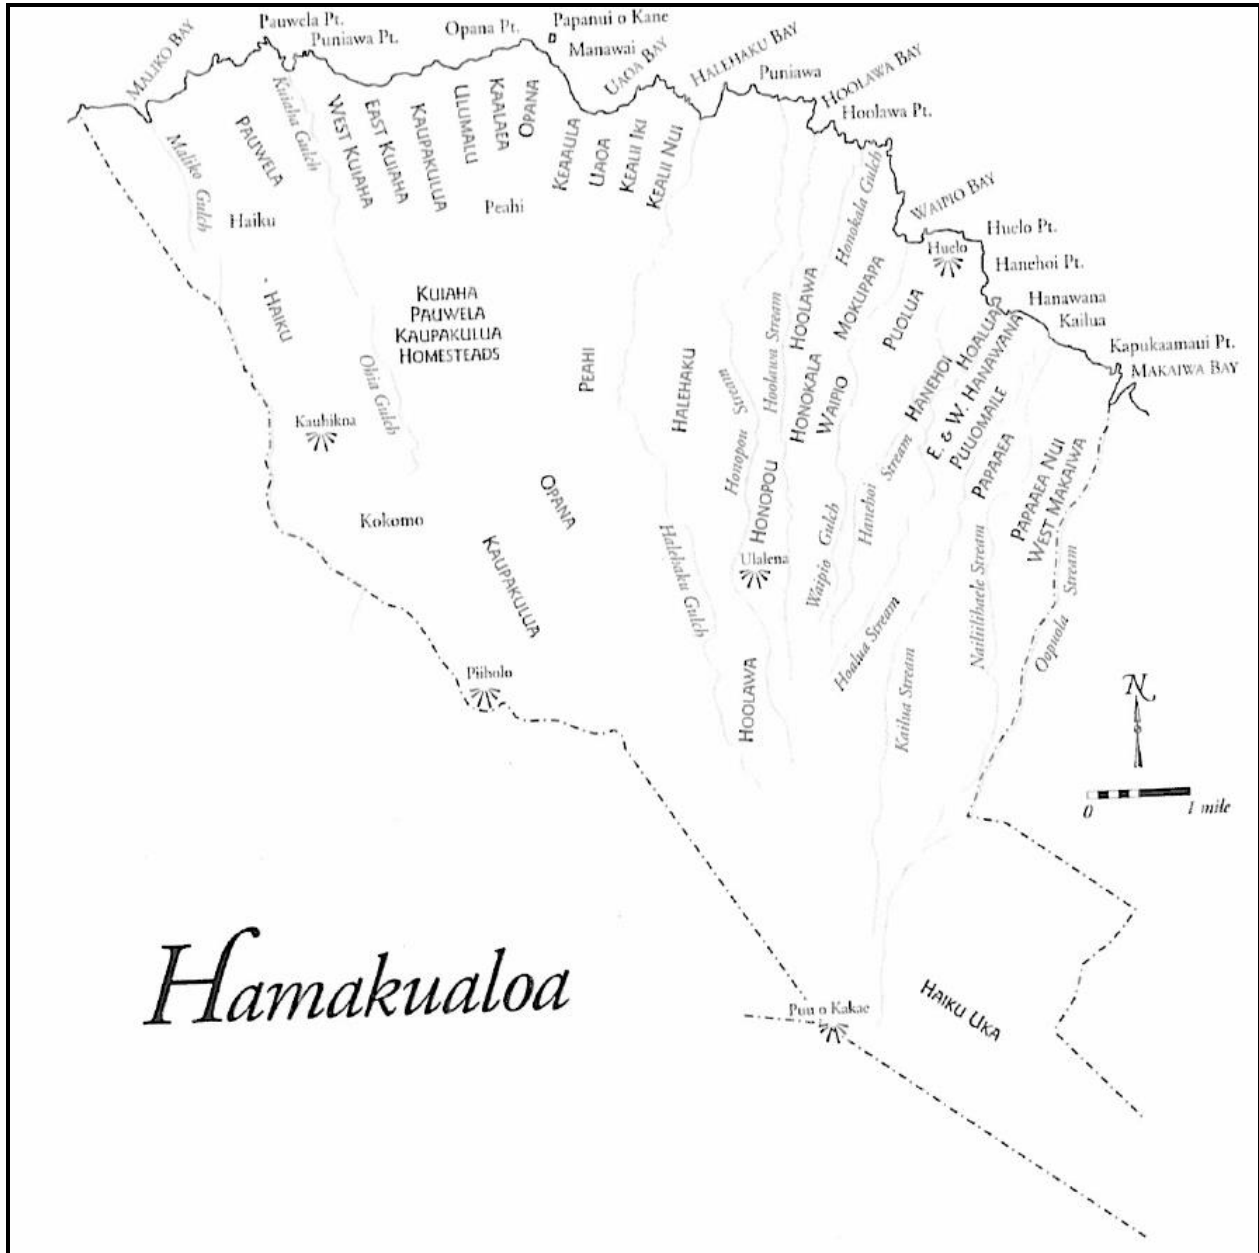 Pauwela Pt.
Puniawa Pt.
Opana Pt.
Papanui o Kane
Manawai
MALIKO BAY
UAOA BAY
HALEHAKU BAY
Puniawa
HOOLAWA BAY
Hoolawa Pt.
WAIPIO BAY
Huelo Pt.
Huelo
Hanehoi Pt.
Hanawana
Kailua
Kapukaamaui Pt.
MAKAIWA BAY
Maliko Gulch
PAUWELA
Kuiaha Gulch
WEST KUIAHA
EAST KUIAHA
KAUPAKULUA
ULUMALU
KAALAEA
OPANA
KEAAULA
UAOA
KEALII IKI
KEALII NUI
Honokala Gulch
Haiku
Peahi
HAIKU
KUIAHA
PAUWELA
KAUPAKULUA
HOMESTEADS
Ohia Gulch
PEAHI
HALEHAKU
Honopou
Stream
Hoolawa Stream
HOOLAWA
HONOKALA
MOKUPAPA
WAIPIO
PUOLUA
HANEHOI
HOALUA
E. & W. HANAWANA
PUUOMAILE
PAPAAEA
PAPAAEA NUI
WEST MAKAIWA
Kauhikna
Kokomo
OPANA
KAUPAKULUA
HONOPOU
Ulalena
Halehaku Gulch
Waipio Gulch
Hanehoi Stream
Hoalua Stream
Kailua Stream
Nailiilihaele Stream
Oopuola Stream
Piiholo
HOOLAWA
N
0
1 mile
Hamakualoa
Puu o Kakae
HAIKU UKA